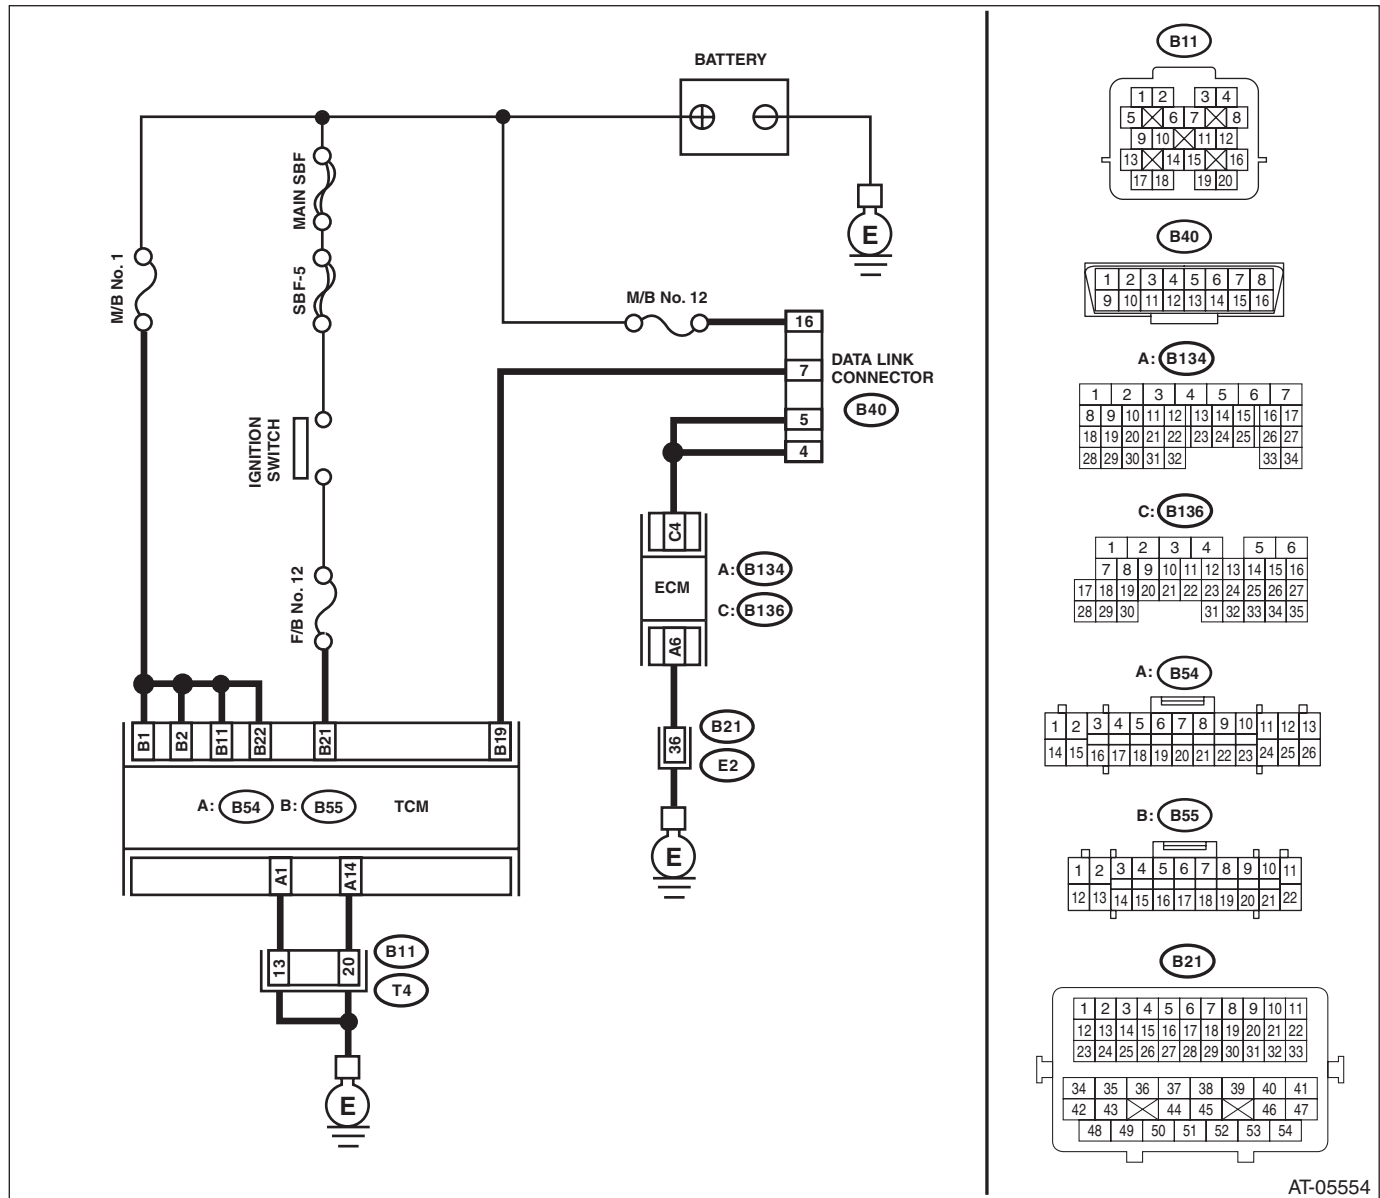 BATTERY
MAIN SBF
M/B No. 1
SBF-5
M/B No. 12
16
7
DATA LINK
CONNECTOR
B40
5
4
IGNITION
SWITCH
C4
ECM
A: B134
C: B136
A6
F/B No. 12
B1 B2 B11 B22 B21 B19
A: B54 B: B55 TCM
A1 A14
36
B21
E2
E
E
13 20
B11
T4
E
B11
1 2 3 4
5 6 7 8
9 10 11 12
13 14 15 16
17 18 19 20
B40
1 2 3 4 5 6 7 8
9 10 11 12 13 14 15 16
A: B134
1 2 3 4 5 6 7
8 9 10 11 12 13 14 15 16 17
18 19 20 21 22 23 24 25 26 27
28 29 30 31 32 33 34
C: B136
1 2 3 4 5 6
7 8 9 10 11 12 13 14 15 16
17 18 19 20 21 22 23 24 25 26 27
28 29 30 31 32 33 34 35
A: B54
1 2 3 4 5 6 7 8 9 10 11 12 13
14 15 16 17 18 19 20 21 22 23 24 25 26
B: B55
1 2 3 4 5 6 7 8 9 10 11
12 13 14 15 16 17 18 19 20 21 22
B21
1 2 3 4 5 6 7 8 9 10 11
12 13 14 15 16 17 18 19 20 21 22
23 24 25 26 27 28 29 30 31 32 33
34 35 36 37 38 39 40 41
42 43 44 45 46 47
48 49 50 51 52 53 54
AT-05554